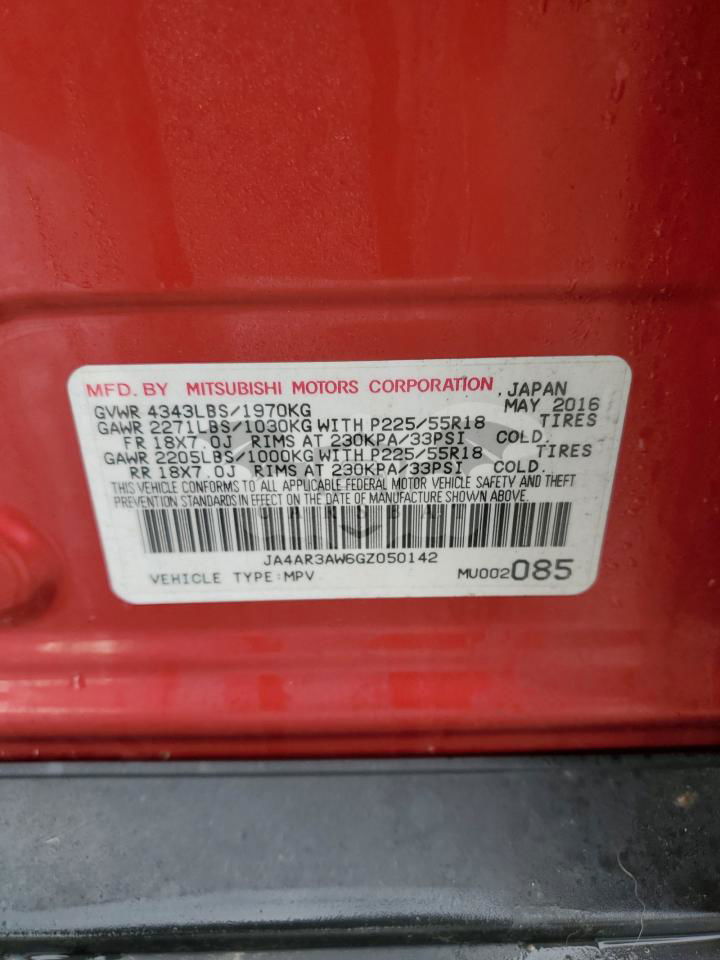 MFD. BY MITSUBISHI MOTORS CORPORATION, JAPAN
GVWR 4343LBS/1970KG MAY 2016
GAWR 2271LBS/1030KG WITH P225/55R18 TIRES
FR 18X7.0J RIMS AT 230KPA/33PSI COLD.
GAWR 2205LBS/1000KG WITH P225/55R18 TIRES
RR 18X7.0J RIMS AT 230KPA/33PSI COLD.
THIS VEHICLE CONFORMS TO ALL APPLICABLE FEDERAL MOTOR VEHICLE SAFETY AND THEFT
PREVENTION STANDARDS IN EFFECT ON THE DATE OF MANUFACTURE SHOWN ABOVE.
JA4AR3AW6GZ050142
VEHICLE TYPE:MPV MU002085